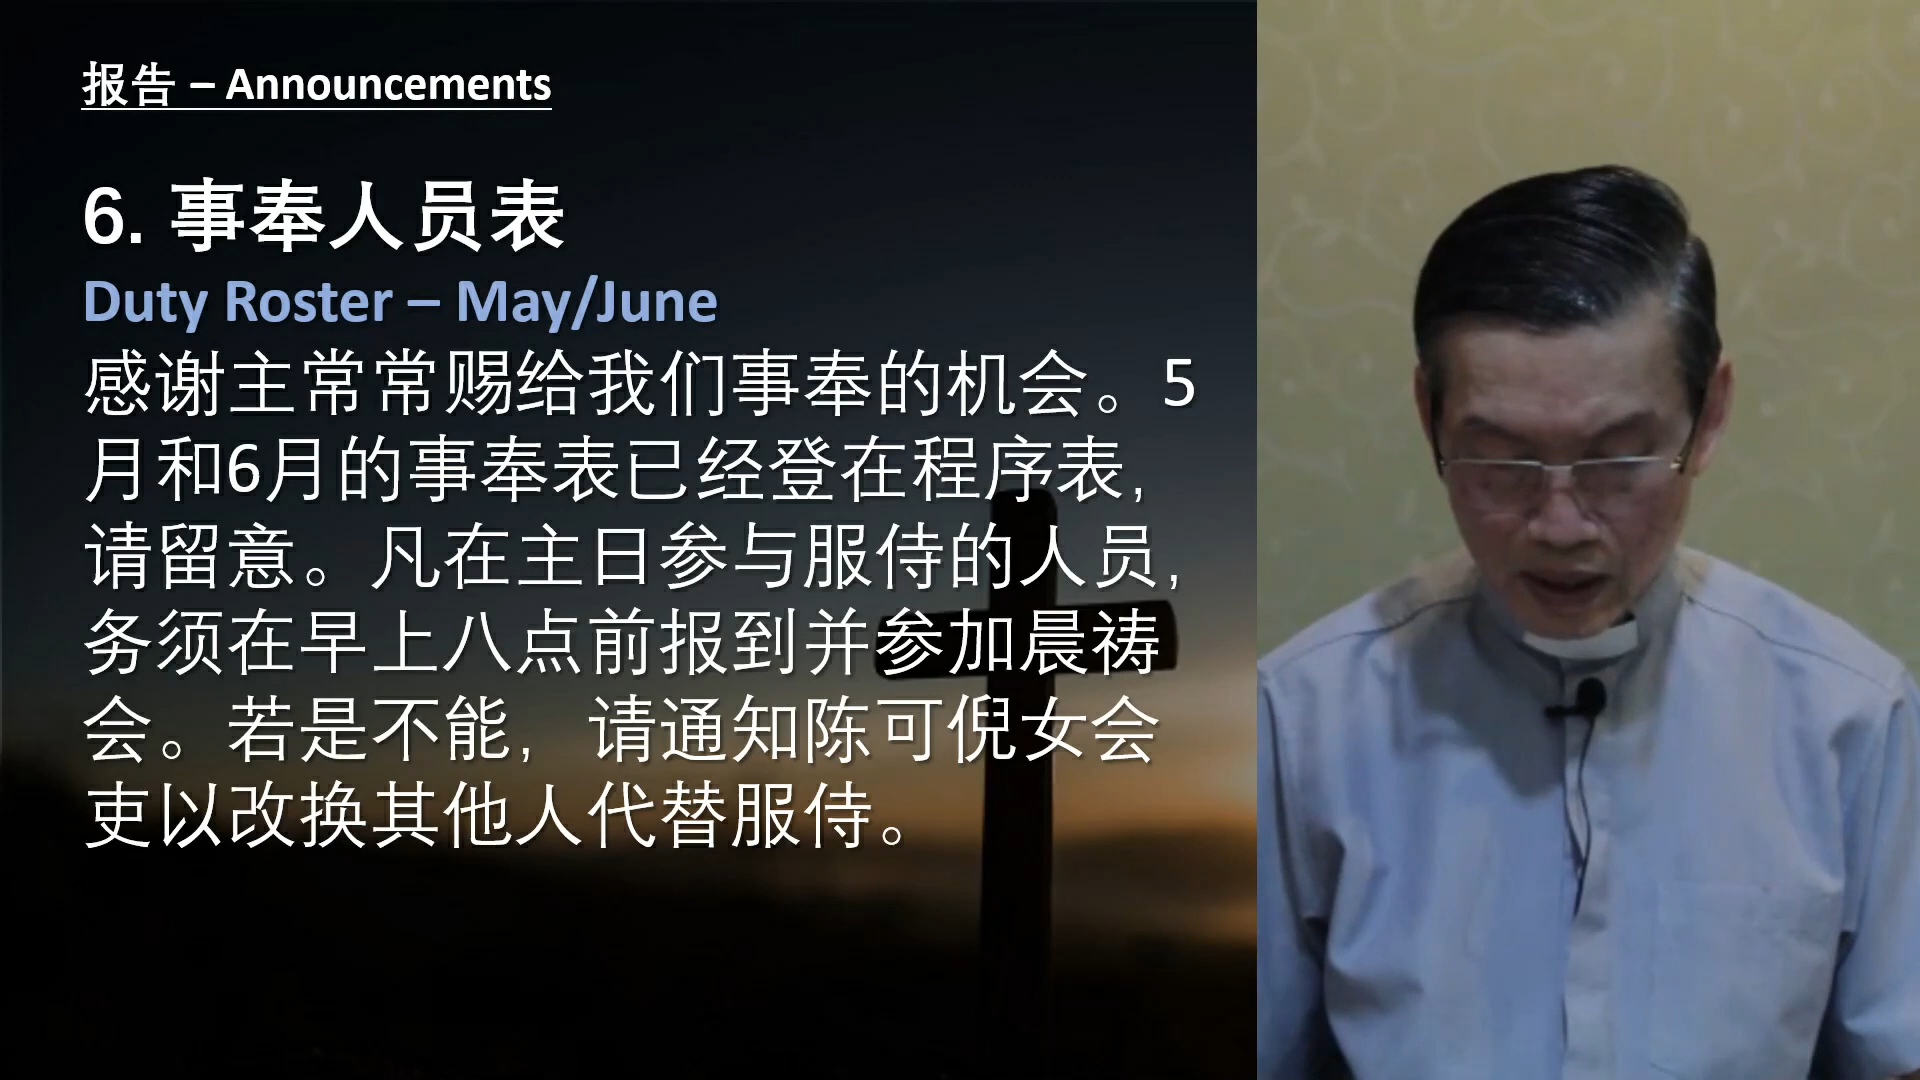 报告 – Announcements
6. 事奉人员表
Duty Roster – May/June
感谢主常常赐给我们事奉的机会。5
月和6月的事奉表已经登在程序表，
请留意。凡在主日参与服侍的人员，
务须在早上八点前报到并参加晨祷
会。若是不能，请通知陈可倪女会
吏以改换其他人代替服侍。